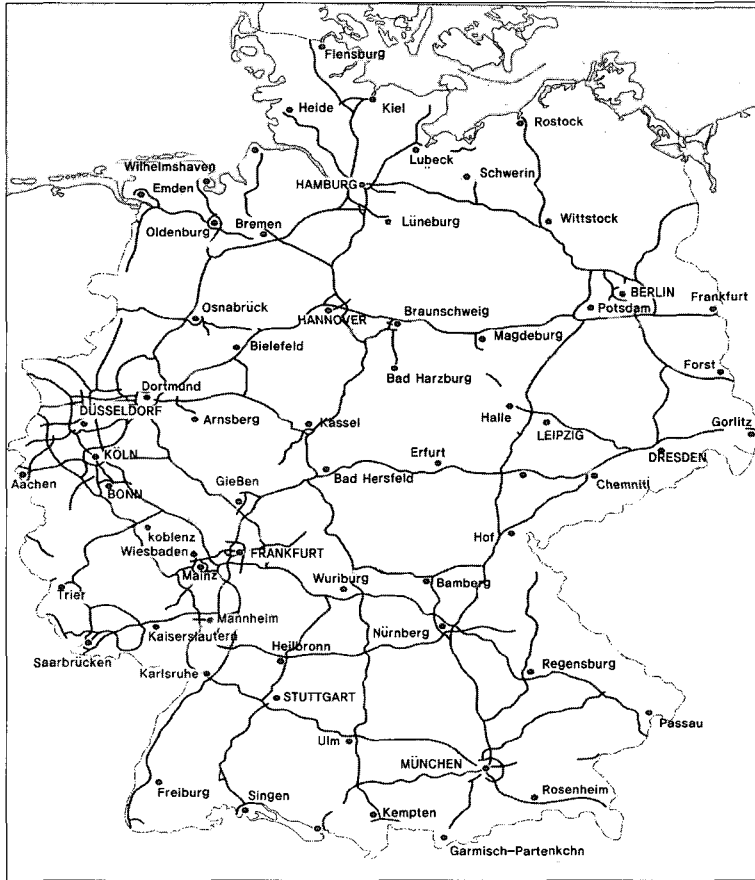 Flensburg
Heide
Kiel
Rostock
Lübeck
Wilhelmshaven
Schwerin
HAMBURG
Emden
Lüneburg
Wittstock
Oldenburg
Bremen
BERLIN
Osnabrück
HANNOVER
Braunschweig
Potsdam
Frankfurt
Bielefeld
Magdeburg
Bad Harzburg
Forst
Dortmund
DÜSSELDORF
Arnsberg
Kassel
Halle
LEIPZIG
Gorlitz
KÖLN
Erfurt
DRESDEN
Aachen
Gießen
Bad Hersfeld
Chemnitl
BONN
koblenz
Hof
Wiesbaden
FRANKFURT
Mainz
Wuriburg
Bamberg
Trier
Mannheim
Kaiserslautern
Nürnberg
Heilbronn
Saarbrücken
Karlsruhe
Regensburg
STUTTGART
Passau
Ulm
MÜNCHEN
Freiburg
Singen
Rosenheim
Kempten
Garmisch-Partenkchn